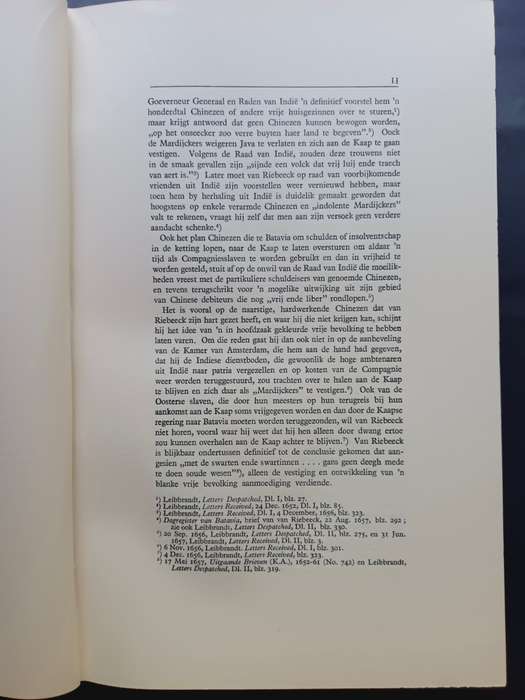 11
Goeverneur Generaal en Raden van Indië 'n definitief voorstel hem 'n
honderdtal Chinezen of andere vrije huisgezinnen over te sturen,¹)
maar krijgt antwoord dat geen Chinezen kunnen bewogen worden,
„op het onseecker zoo verre buyten haer land te begeven".²) Oock
de Mardijckers weigeren Java te verlaten en zich aan de Kaap te gaan
vestigen. Volgens de Raad van Indië, zouden deze trouwens niet
in de smaak gevallen zijn „sijnde een volck dat vrij luij ende traech
van aert is."³) Later moet van Riebeeck op raad van voorbijkomende
vrienden uit Indië zijn voorstellen weer vernieuwd hebben, maar
toen hem by herhaling uit Indië is duidelik gemaakt geworden dat
hoogstens op enkele verarmde Chinezen en „indolente Mardijckers"
valt te rekenen, vraagt hij zelf dat men aan zijn versoek geen verdere
aandacht schenke.⁴)
Ook het plan Chinezen die te Batavia om schulden of insolventschap
in de ketting lopen, naar de Kaap te laten oversturen om aldaar 'n
tijd als Compagniesslaven te worden gebruikt en dan in vrijheid te
worden gesteld, stuit af op de onwil van de Raad van Indië die moeilik-
heden vreest met de partikuliere schuldeisers van genoemde Chinezen,
en tevens terugschrikt voor 'n mogelike uitwijking uit zijn gebied
van Chinese debiteurs die nog „vrij ende liber" rondlopen.⁵)
Het is vooral op de naarstige, hardwerkende Chinezen dat van
Riebeeck zijn hart gezet heeft, en waar hij die niet krijgen kan, schijnt
hij het idee van 'n in hoofdzaak gekleurde vrije bevolking te hebben
laten varen. Om die reden gaat hij dan ook niet in op de aanbeveling
van de Kamer van Amsterdam, die hem aan de hand had gegeven,
dat hij de Indiese dienstboden, die gewoonlik de hoge ambtenaren
uit Indië naar patria vergezellen en op kosten van de Compagnie
weer worden teruggestuurd, zou trachten over te halen aan de Kaap
te blijven en zich daar als „Mardijckers" te vestigen.⁶) Ook van de
Oosterse slaven, die door hun meesters op hun terugreis bij hun
aankomst aan de Kaap soms vrijgegeven worden en dan door de Kaapse
regering naar Batavia moeten worden teruggezonden, wil van Riebeeck
niet horen, vooral waar hij weet dat hij hen alleen door dwang ertoe
zou kunnen overhalen aan de Kaap achter te blijven.⁷) Van Riebeeck
is blijkbaar ondertussen definitief tot de conclusie gekomen dat aan-
gesien „met de swarten ende swartinnen . . . . gans geen deegh mede
te doen soude wesen"⁸), alleen de vestiging en ontwikkeling van 'n
blanke vrije bevolking aanmoediging verdiende.
¹) Leibbrandt, Letters Despatched, Dl. I, blz. 27.
²) Leibbrandt, Letters Received, 24 Dec. 1652, Dl. I, blz. 85.
³) Leibbrandt, Letters Received, Dl. I, 4 December, 1656, blz. 323.
⁴) Dagregister van Batavia, brief van van Riebeeck, 22 Aug. 1657, blz. 292 ;
zie ook Leibbrandt, Letters Despatched, Dl. II, blz. 330.
⁵) 20 Sep. 1656, Leibbrandt, Letters Despatched, Dl. II, blz. 275, en 31 Jun.
1657, Leibbrandt, Letters Received, Dl. II, blz. 3.
⁶) 6 Nov. 1656, Leibbrandt, Letters Received, Dl. I, blz. 301.
⁷) 4 Dec. 1656, Leibbrandt, Letters Received, blz. 323.
⁸) 17 Mei 1657, Uitgaande Brieven (K.A.), 1652-61 (No. 742) en Leibbrandt,
Letters Despatched, Dl. II, blz. 319.